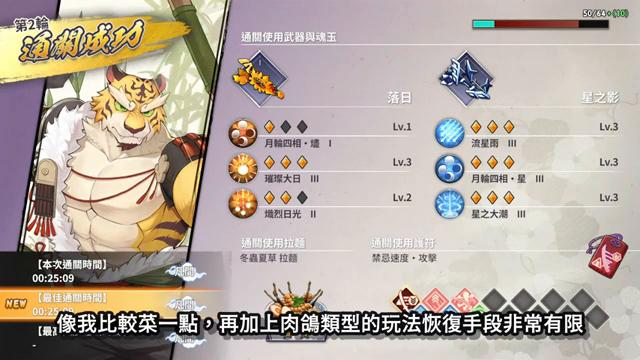 第2輪
通關成功
50/64+(10)
通關使用武器與魂玉
落日
星之影
Lv.1
月輪四相・燼 I
Lv.3
璀璨大日 III
Lv.2
熾烈日光 II
Lv.3
流星雨 III
Lv.3
月輪四相・星 III
Lv.3
星之大潮 III
通關使用拉麵
冬蟲夏草 拉麵
通關使用護符
禁忌速度・攻擊
【本次通關時間】
00:25:09
NEW
【最佳通關時間】
像我比較菜一點，再加上肉鴿類型的玩法恢復手段非常有限